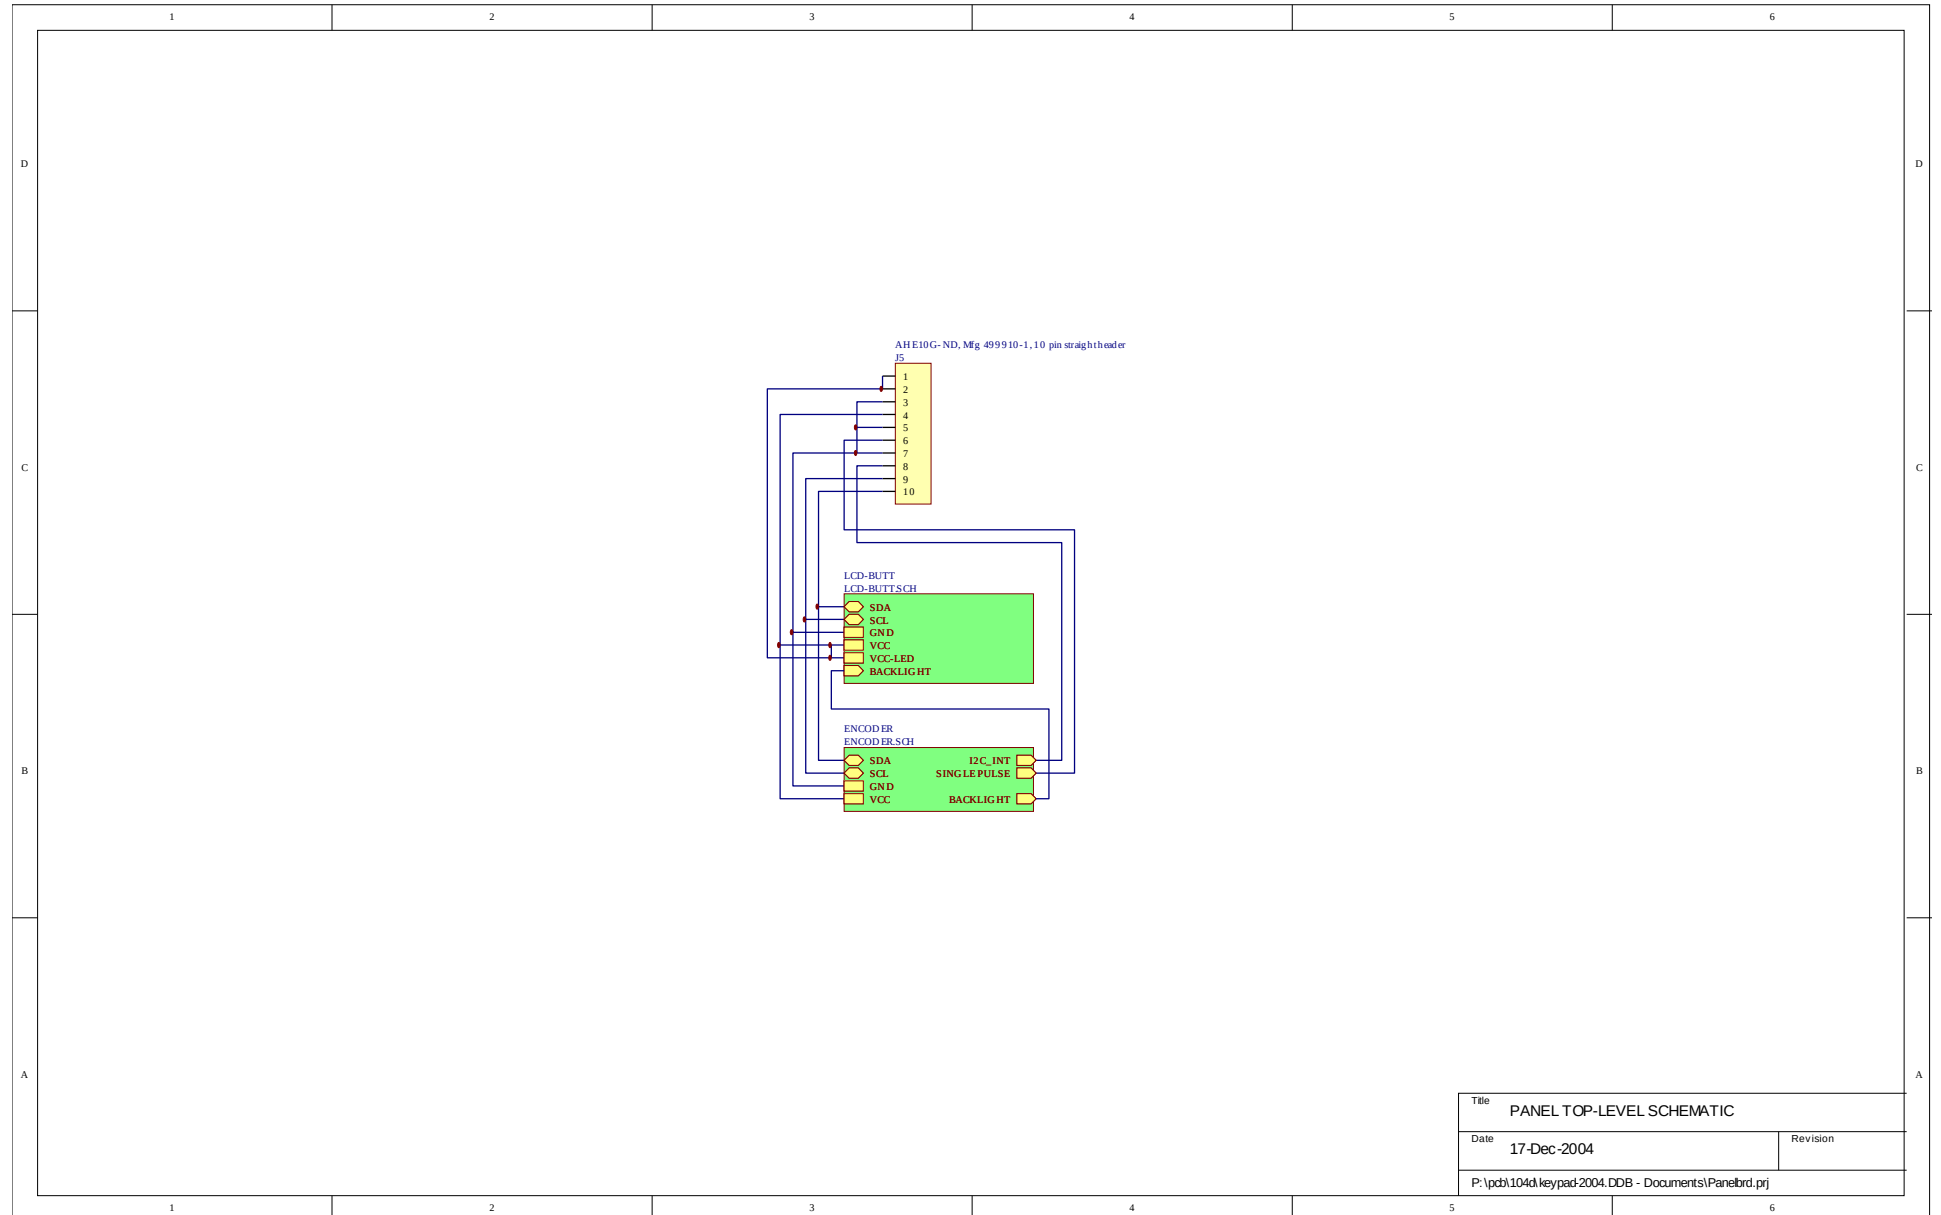 1 2 3 4 5 6
D D
AHE10G-ND, Mfg 499910-1, 10 pin straight header
J5
1
2
3
4
5
6
7
8
9
10
C C
LCD-BUTT
LCD-BUTT.SCH
SDA
SCL
GND
VCC
VCC-LED
BACKLIGHT
ENCODER
ENCODER.SCH
SDA I2C_INT
SCL SINGLEPULSE
GND
VCC BACKLIGHT
B B
A A
Title PANEL TOP-LEVEL SCHEMATIC
Date 17-Dec-2004 Revision
P:\pcb\104d\keypad-2004.DDB - Documents\Panelbrd.prj
1 2 3 4 5 6